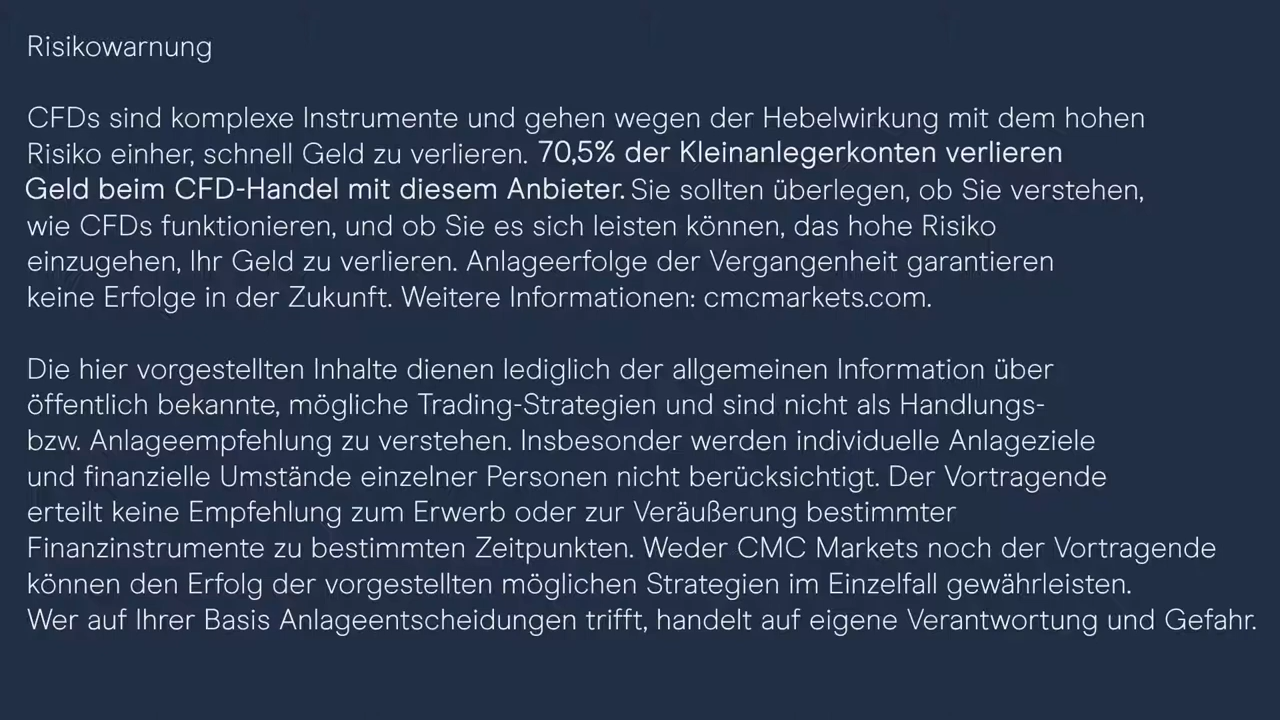 Risikowarnung
CFDs sind komplexe Instrumente und gehen wegen der Hebelwirkung mit dem hohen
Risiko einher, schnell Geld zu verlieren. 70,5% der Kleinanlegerkonten verlieren
Geld beim CFD-Handel mit diesem Anbieter. Sie sollten überlegen, ob Sie verstehen,
wie CFDs funktionieren, und ob Sie es sich leisten können, das hohe Risiko
einzugehen, Ihr Geld zu verlieren. Anlageerfolge der Vergangenheit garantieren
keine Erfolge in der Zukunft. Weitere Informationen: cmcmarkets.com.
Die hier vorgestellten Inhalte dienen lediglich der allgemeinen Information über
öffentlich bekannte, mögliche Trading-Strategien und sind nicht als Handlungs-
bzw. Anlageempfehlung zu verstehen. Insbesonder werden individuelle Anlageziele
und finanzielle Umstände einzelner Personen nicht berücksichtigt. Der Vortragende
erteilt keine Empfehlung zum Erwerb oder zur Veräußerung bestimmter
Finanzinstrumente zu bestimmten Zeitpunkten. Weder CMC Markets noch der Vortragende
können den Erfolg der vorgestellten möglichen Strategien im Einzelfall gewährleisten.
Wer auf Ihrer Basis Anlageentscheidungen trifft, handelt auf eigene Verantwortung und Gefahr.